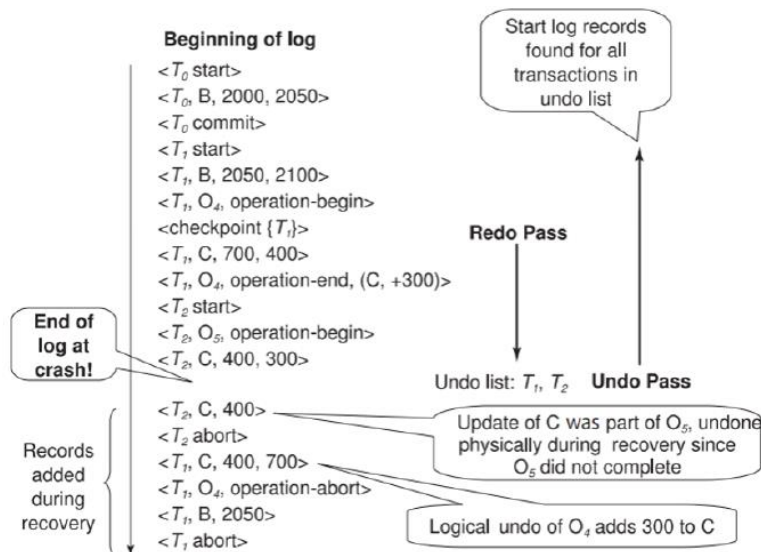 Beginning of log
<T0 start>
<T0, B, 2000, 2050>
<T0 commit>
<T1 start>
<T1, B, 2050, 2100>
<T1, O4, operation-begin>
<checkpoint {T1}>
<T1, C, 700, 400>
<T1, O4, operation-end, (C, +300)>
<T2 start>
<T2, O5, operation-begin>
<T2, C, 400, 300>
End of
log at
crash!
Start log records
found for all
transactions in
undo list
Redo Pass
Undo list: T1, T2
Undo Pass
Records
added
during
recovery
<T2, C, 400>
<T2 abort>
<T1, C, 400, 700>
<T1, O4, operation-abort>
<T1, B, 2050>
<T1 abort>
Update of C was part of O5, undone
physically during recovery since
O5 did not complete
Logical undo of O4 adds 300 to C